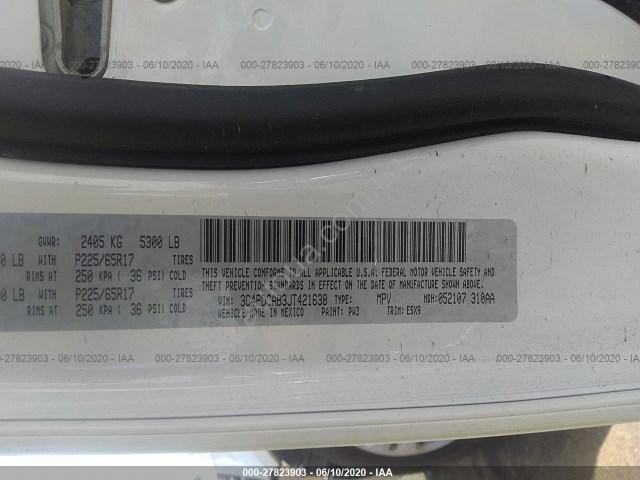 000-27823903 - 06/10/2020 - IAA
000-27823903 - 06/10/2020 - IAA
GVWR: 2405 KG 5300 LB
LB WITH P225/65R17 TIRES
RIMS AT 250 KPA ( 36 PSI) COLD
LB WITH P225/65R17 TIRES
RIMS AT 250 KPA ( 36 PSI) COLD
THIS VEHICLE CONFORMS TO ALL APPLICABLE U.S.A. FEDERAL MOTOR VEHICLE SAFETY AND
THEFT PREVENTION STANDARDS IN EFFECT ON THE DATE OF MANUFACTURE SHOWN ABOVE.
VIN: 3C4PDCAB3JT421638 TYPE: MPV MDH: 052107 310AA
VEHICLE MADE IN MEXICO PAINT: PW3 TRIM: E5X9
000-27823903 - 06/10/2020 - IAA
000-27823903 - 06/10/2020 - IAA